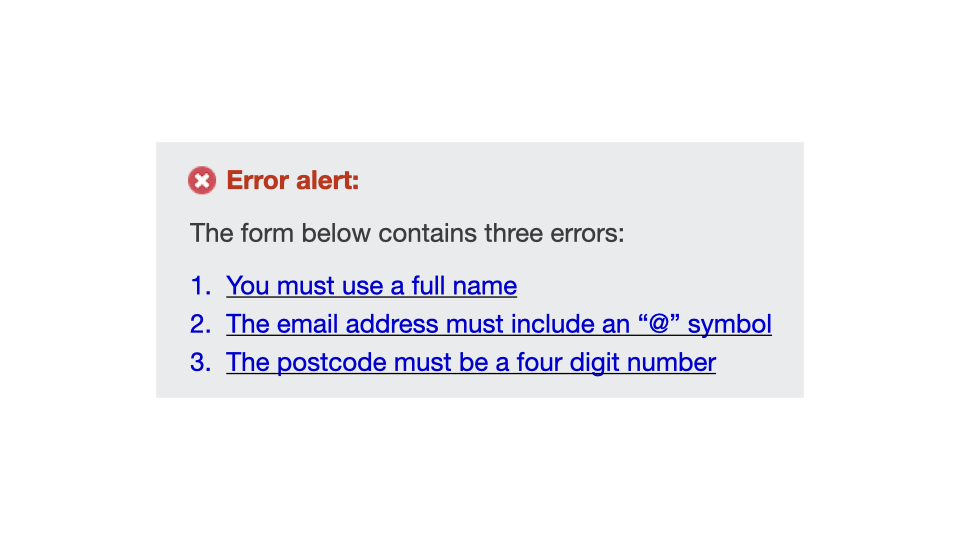 Error alert:
The form below contains three errors:
1. You must use a full name
2. The email address must include an “@” symbol
3. The postcode must be a four digit number